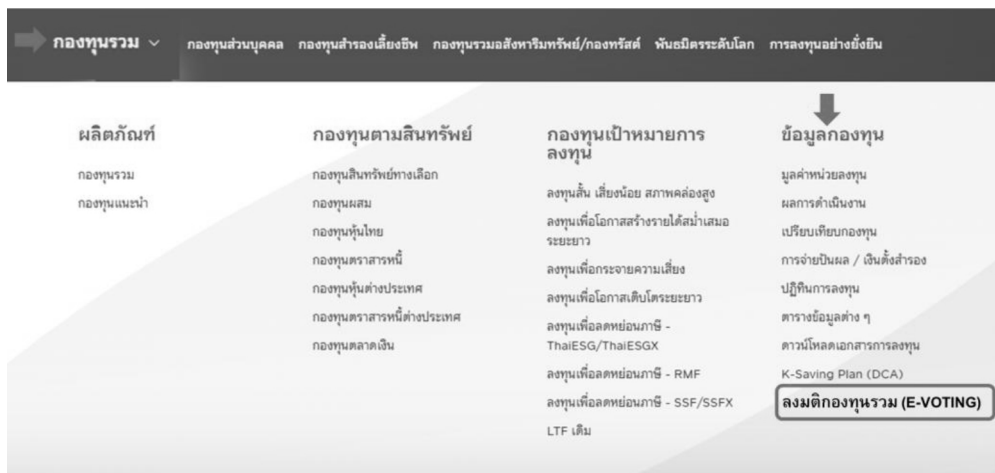 กองทุนรวม
กองทุนส่วนบุคคล กองทุนสำรองเลี้ยงชีพ กองทุนรวมอสังหาริมทรัพย์/กองทรัสต์ พันธมิตรระดับโลก การลงทุนอย่างยั่งยืน
ผลิตภัณฑ์
กองทุนรวม
กองทุนแนะนำ
กองทุนตามสินทรัพย์
กองทุนสินทรัพย์ทางเลือก
กองทุนผสม
กองทุนหุ้นไทย
กองทุนตราสารหนี้
กองทุนหุ้นต่างประเทศ
กองทุนตราสารหนี้ต่างประเทศ
กองทุนตลาดเงิน
กองทุนเป้าหมายการ
ลงทุน
ลงทุนสั้น เสี่ยงน้อย สภาพคล่องสูง
ลงทุนเพื่อโอกาสสร้างรายได้สม่ำเสมอ
ระยะยาว
ลงทุนเพื่อกระจายความเสี่ยง
ลงทุนเพื่อโอกาสเติบโตระยะยาว
ลงทุนเพื่อลดหย่อนภาษี -
ThaiESG/ThaiESGX
ลงทุนเพื่อลดหย่อนภาษี - RMF
ลงทุนเพื่อลดหย่อนภาษี - SSF/SSFX
LTF เดิม
ข้อมูลกองทุน
มูลค่าหน่วยลงทุน
ผลการดำเนินงาน
เปรียบเทียบกองทุน
การจ่ายปันผล / เงินตั้งสำรอง
ปฏิทินการลงทุน
ตารางข้อมูลต่าง ๆ
ดาวน์โหลดเอกสารการลงทุน
K-Saving Plan (DCA)
ลงมติกองทุนรวม (E-VOTING)